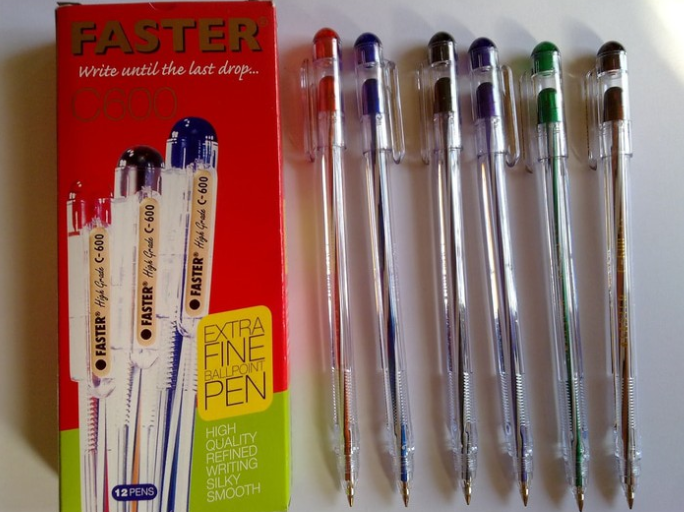 FASTER®
Write until the last drop...
C600
FASTER® High Grade C-600
FASTER® High Grade C-600
FASTER® High Grade C-600
EXTRA
FINE
BALLPOINT
PEN
HIGH
QUALITY
REFINED
WRITING
SILKY
SMOOTH
12 PENS